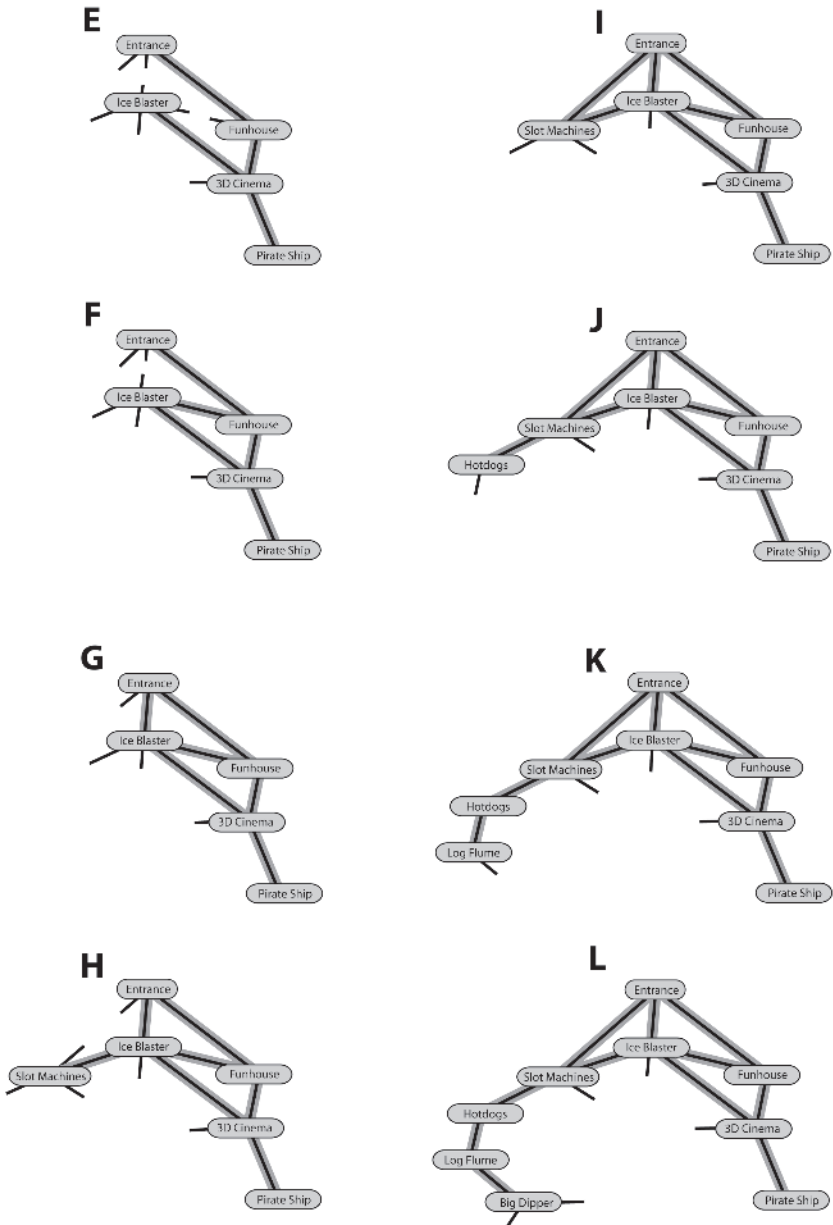 E
Entrance
Ice Blaster
Funhouse
3D Cinema
Pirate Ship
F
Entrance
Ice Blaster
Funhouse
3D Cinema
Pirate Ship
G
Entrance
Ice Blaster
Funhouse
3D Cinema
Pirate Ship
H
Entrance
Ice Blaster
Slot Machines
Funhouse
3D Cinema
Pirate Ship
I
Entrance
Ice Blaster
Slot Machines
Funhouse
3D Cinema
Pirate Ship
J
Entrance
Ice Blaster
Slot Machines
Funhouse
Hotdogs
3D Cinema
Pirate Ship
K
Entrance
Ice Blaster
Slot Machines
Funhouse
Hotdogs
3D Cinema
Log Flume
Pirate Ship
L
Entrance
Ice Blaster
Slot Machines
Funhouse
Hotdogs
3D Cinema
Log Flume
Big Dipper
Pirate Ship